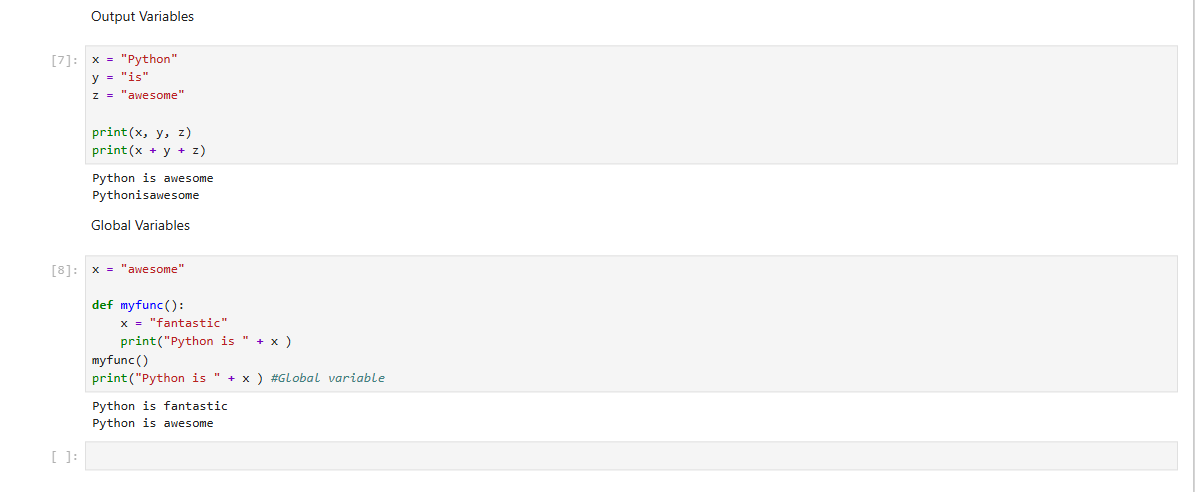 Output Variables
[7]: x = "Python"
y = "is"
z = "awesome"
print(x, y, z)
print(x + y + z)
Python is awesome
Pythonisawesome
Global Variables
[8]: x = "awesome"
def myfunc():
    x = "fantastic"
    print("Python is " + x )
myfunc()
print("Python is " + x ) #Global variable
Python is fantastic
Python is awesome
[ ]: